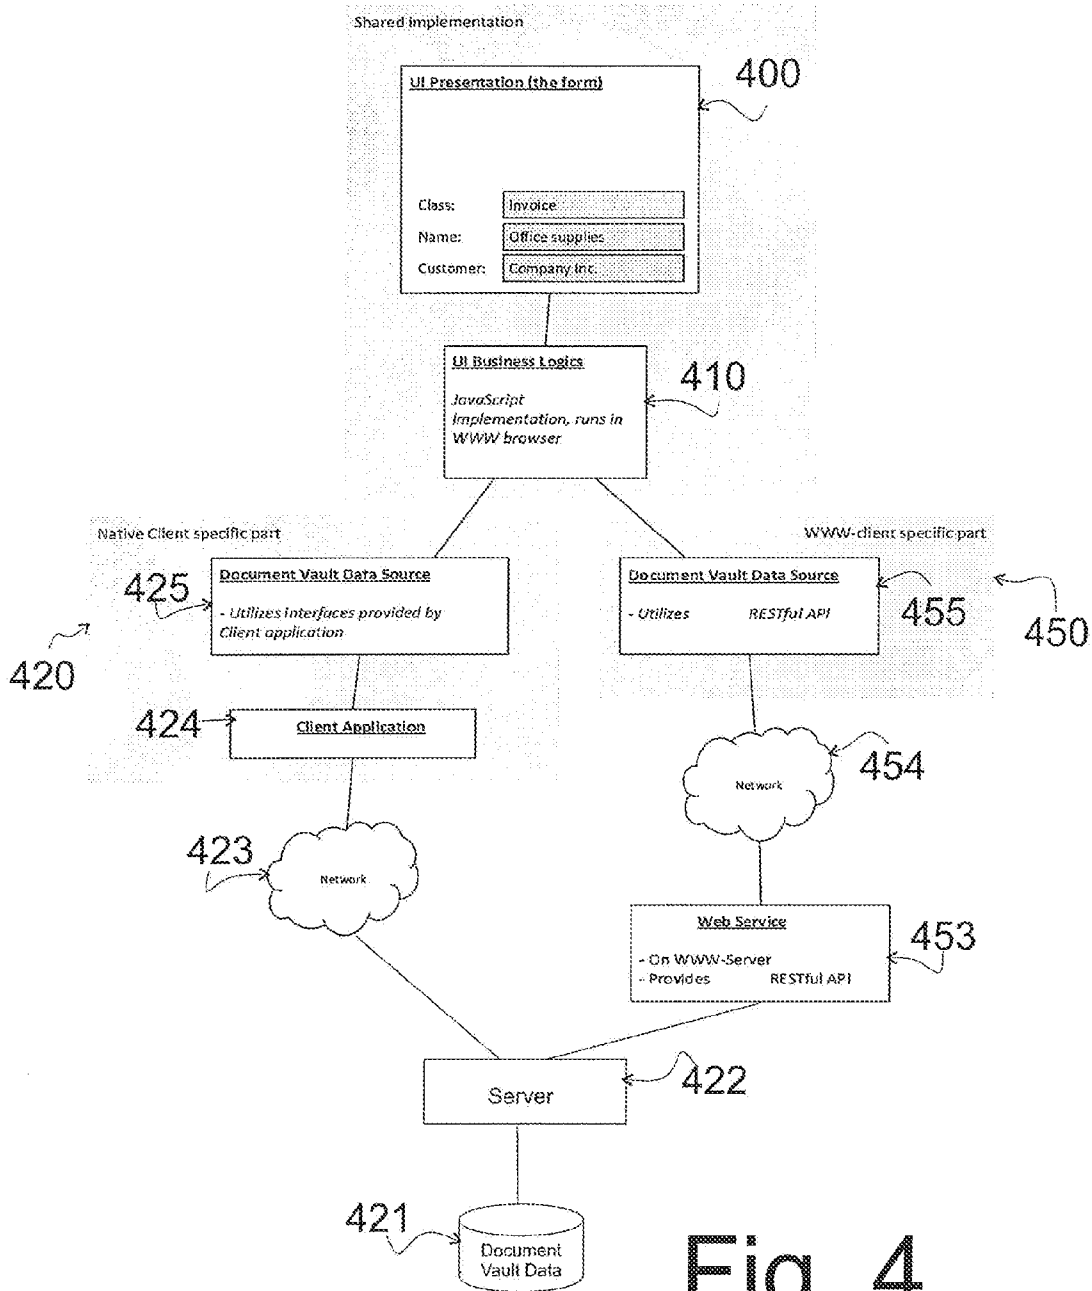 Shared Implementation
UI Presentation (the form)
400
Class: Invoice
Name: Office supplies
Customer: Company Inc.
UI Business Logics
410
JavaScript
Implementation, runs in
WWW browser
Native Client specific part
WWW-client specific part
Document Vault Data Source
425
- Utilizes interfaces provided by
Client application
420
Document Vault Data Source
- Utilizes RESTful API
455
450
424
Client Application
Network
454
423
Network
Web Service
- On WWW-Server
- Provides RESTful API
453
Server
422
421
Document
Vault Data
Fig. 4